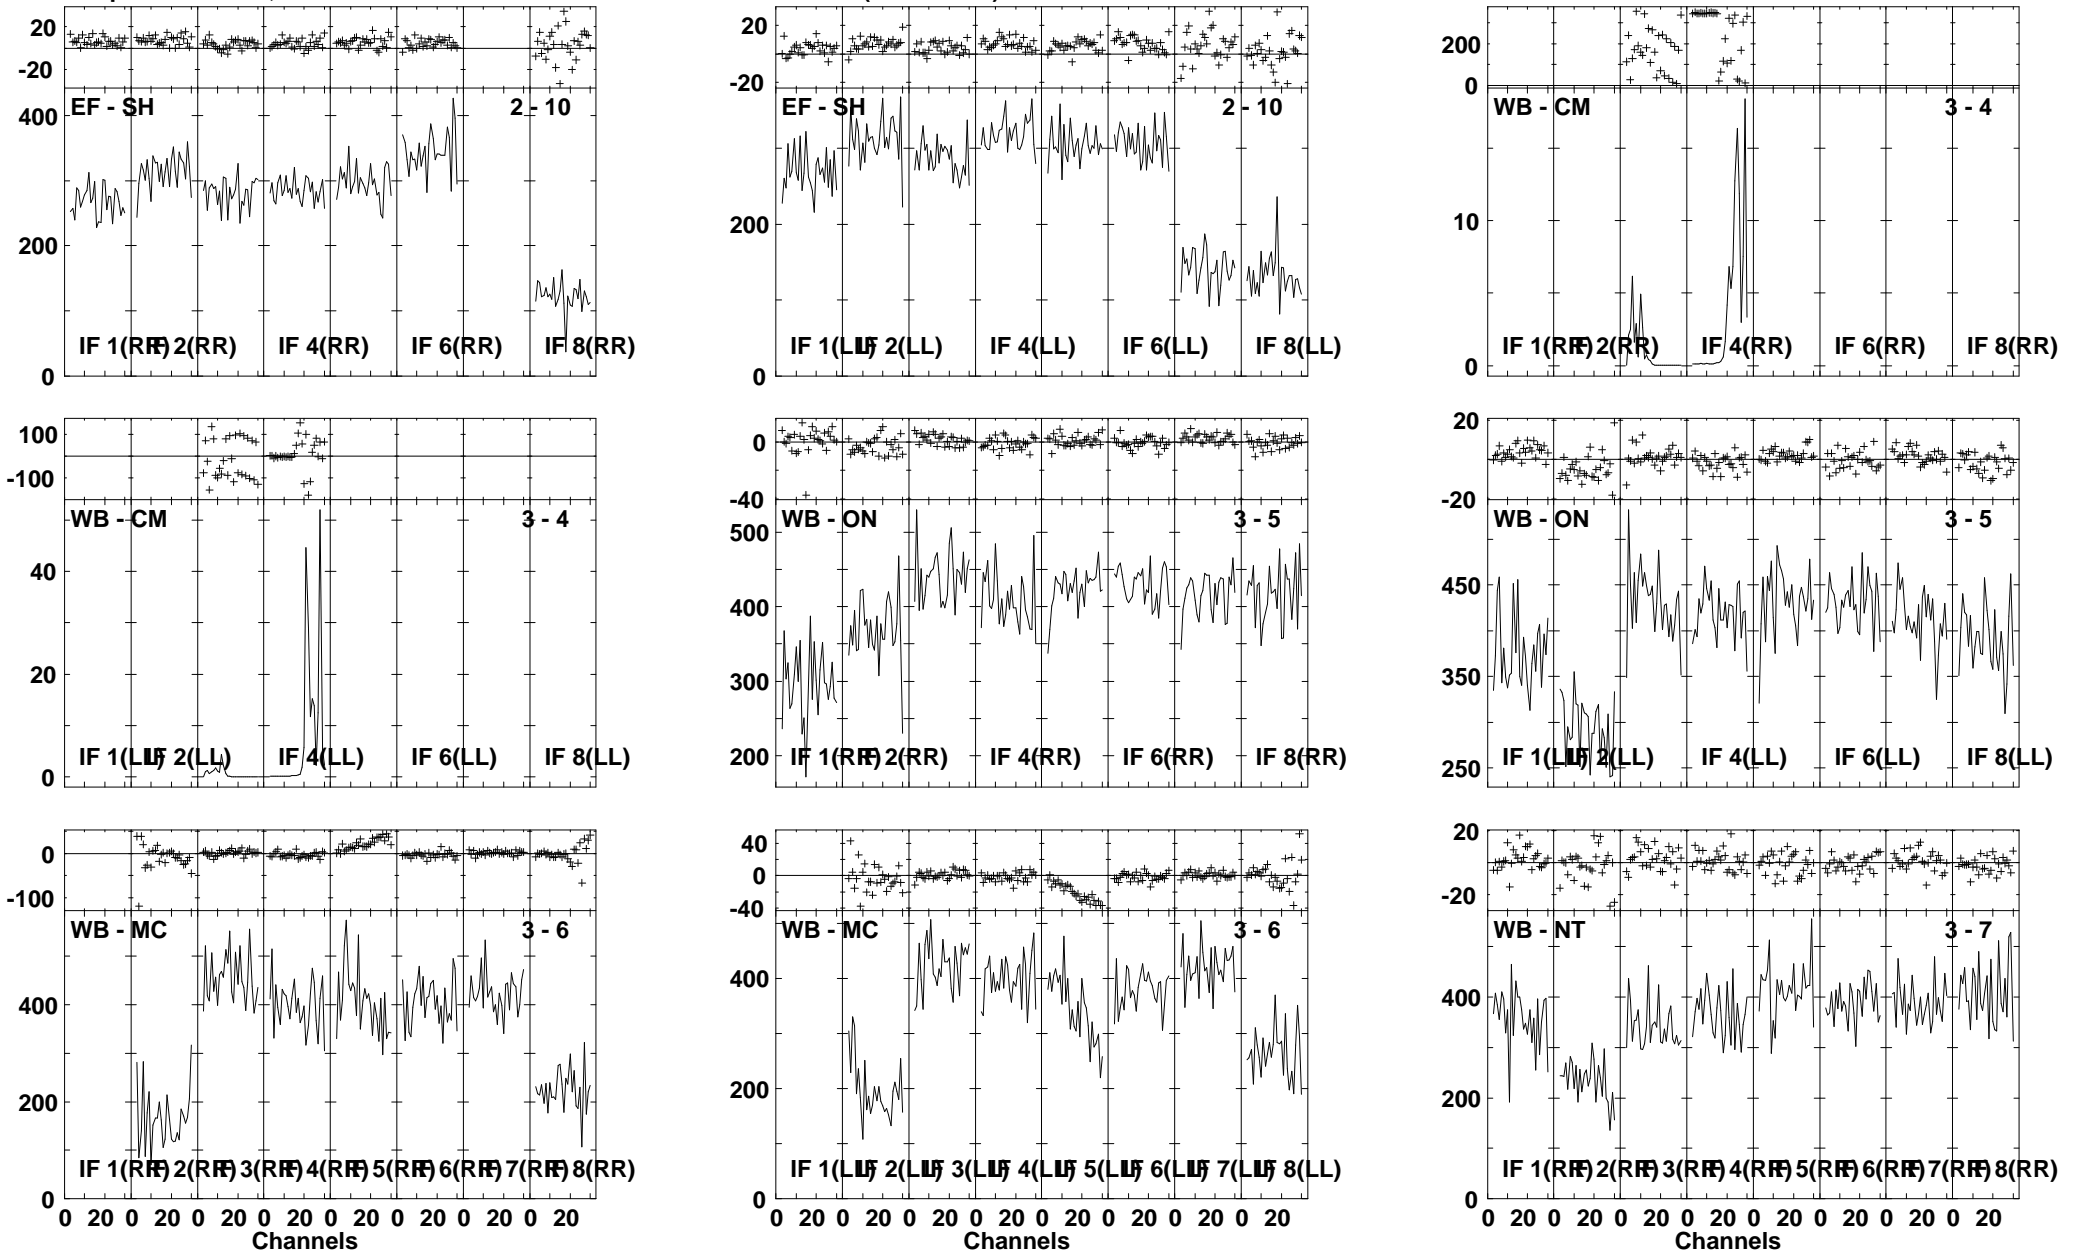 20
-20
EF - SH 2 - 10
400
200
0
IF 1(RR) IF 2(RR) IF 4(RR) IF 6(RR) IF 8(RR)
20
-20
EF - SH 2 - 10
200
0
IF 1(LL) IF 2(LL) IF 4(LL) IF 6(LL) IF 8(LL)
200
0
WB - CM 3 - 4
10
0
IF 1(RR) IF 2(RR) IF 4(RR) IF 6(RR) IF 8(RR)
100
-100
WB - CM 3 - 4
40
20
0
IF 1(LL) IF 2(LL) IF 4(LL) IF 6(LL) IF 8(LL)
0
-40
WB - ON 3 - 5
500
400
300
200
IF 1(RR) IF 2(RR) IF 4(RR) IF 6(RR) IF 8(RR)
20
-20
WB - ON 3 - 5
450
350
250
IF 1(LL) IF 2(LL) IF 4(LL) IF 6(LL) IF 8(LL)
0
-100
WB - MC 3 - 6
400
200
0
IF 1(RR) IF 2(RR) IF 3(RR) IF 4(RR) IF 5(RR) IF 6(RR) IF 7(RR) IF 8(RR)
0 20 0 20 0 20 0 20 0 20 0 20 0 20 0 20
Channels
40
0
-40
WB - MC 3 - 6
400
200
0
IF 1(LL) IF 2(LL) IF 3(LL) IF 4(LL) IF 5(LL) IF 6(LL) IF 7(LL) IF 8(LL)
0 20 0 20 0 20 0 20 0 20 0 20 0 20 0 20
Channels
20
-20
WB - NT 3 - 7
400
200
0
IF 1(RR) IF 2(RR) IF 3(RR) IF 4(RR) IF 5(RR) IF 6(RR) IF 7(RR) IF 8(RR)
0 20 0 20 0 20 0 20 0 20 0 20 0 20 0 20
Channels